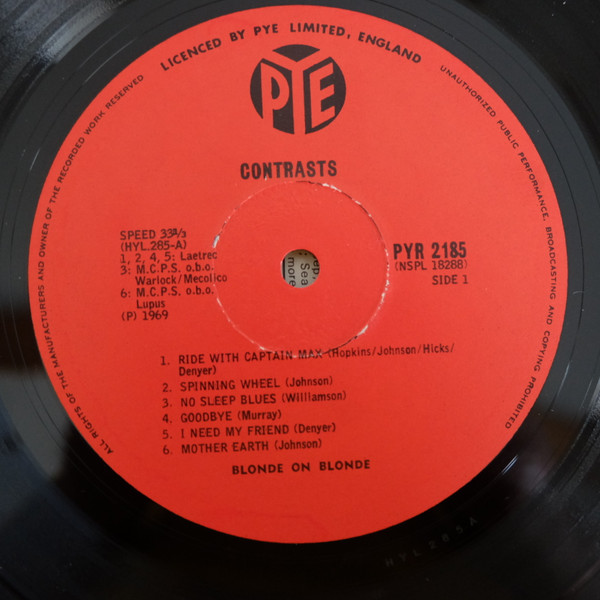 LICENCED BY PYE LIMITED, ENGLAND
UNAUTHORIZED PUBLIC PERFORMANCE, BROADCASTING AND COPYING PROHIBITED
ALL RIGHTS OF THE MANUFACTURERS AND OWNER OF THE RECORDED WORK RESERVED
PYE
CONTRASTS
SPEED 33⅓
(HYL.285-A)
1, 2, 4, 5: Laetrec
3: M.C.P.S. o.b.o.
Warlock/Mecolico
6: M.C.P.S. o.b.o.
Lupus
(P) 1969
PYR 2185
(NSPL 18288)
SIDE 1
Sea
more
1. RIDE WITH CAPTAIN MAX (Hopkins/Johnson/Hicks/
Denyer)
2. SPINNING WHEEL (Johnson)
3. NO SLEEP BLUES (Williamson)
4. GOODBYE (Murray)
5. I NEED MY FRIEND (Denyer)
6. MOTHER EARTH (Johnson)
BLONDE ON BLONDE
HYL 285A